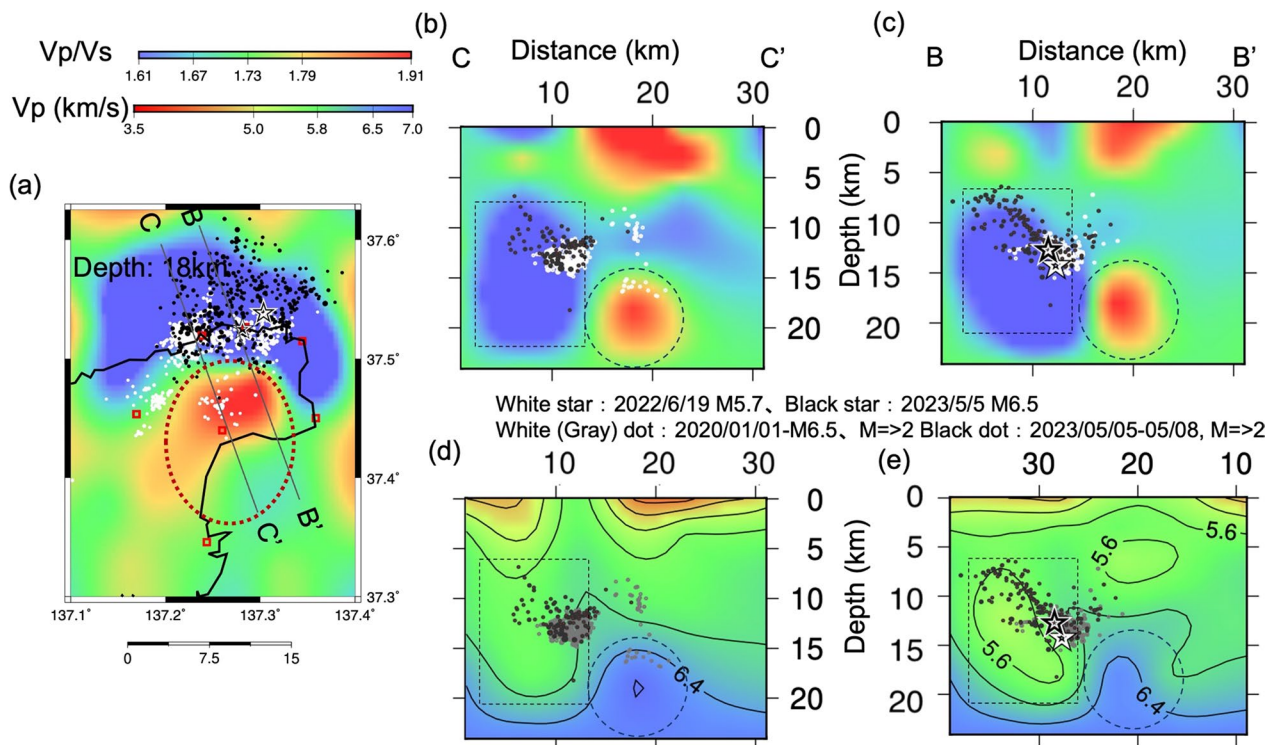 Vp/Vs
1.61 1.67 1.73 1.79 1.91
Vp (km/s)
3.5 5.0 5.8 6.5 7.0
(a)
C B
Depth: 18km
37.6˚
37.5˚
37.4˚
37.3˚
B'
C'
137.1˚ 137.2˚ 137.3˚ 137.4˚
0 7.5 15
(b)
C Distance (km) C'
10 20 30
0
5
10
15
20
Depth (km)
(c)
B Distance (km) B'
10 20 30
0
5
10
15
20
Depth (km)
White star：2022/6/19 M5.7、Black star：2023/5/5 M6.5
White (Gray) dot：2020/01/01-M6.5、M=>2 Black dot：2023/05/05-05/08, M=>2
(d)
10 20 30
0
5
10
15
20
6.4
Depth (km)
(e)
30 20 10
0
5
10
15
20
5.6
5.6
5.6
6.4